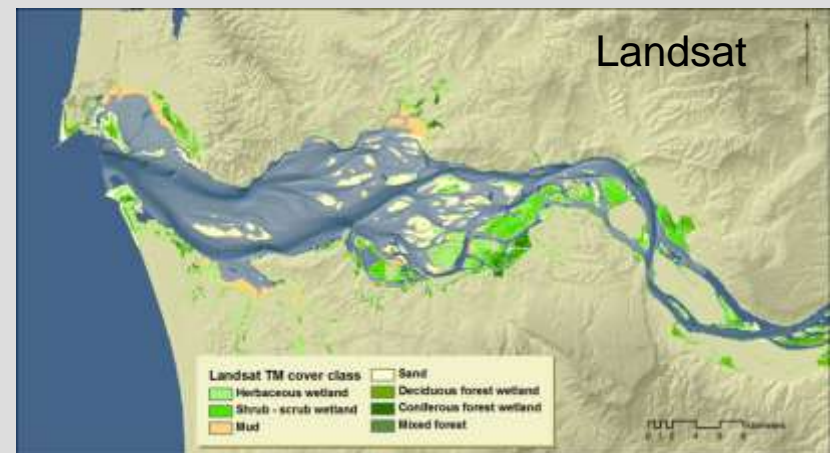 Landsat
Landsat TM cover class
Herbaceous wetland
Shrub - scrub wetland
Mud
Sand
Deciduous forest wetland
Coniferous forest wetland
Mixed forest